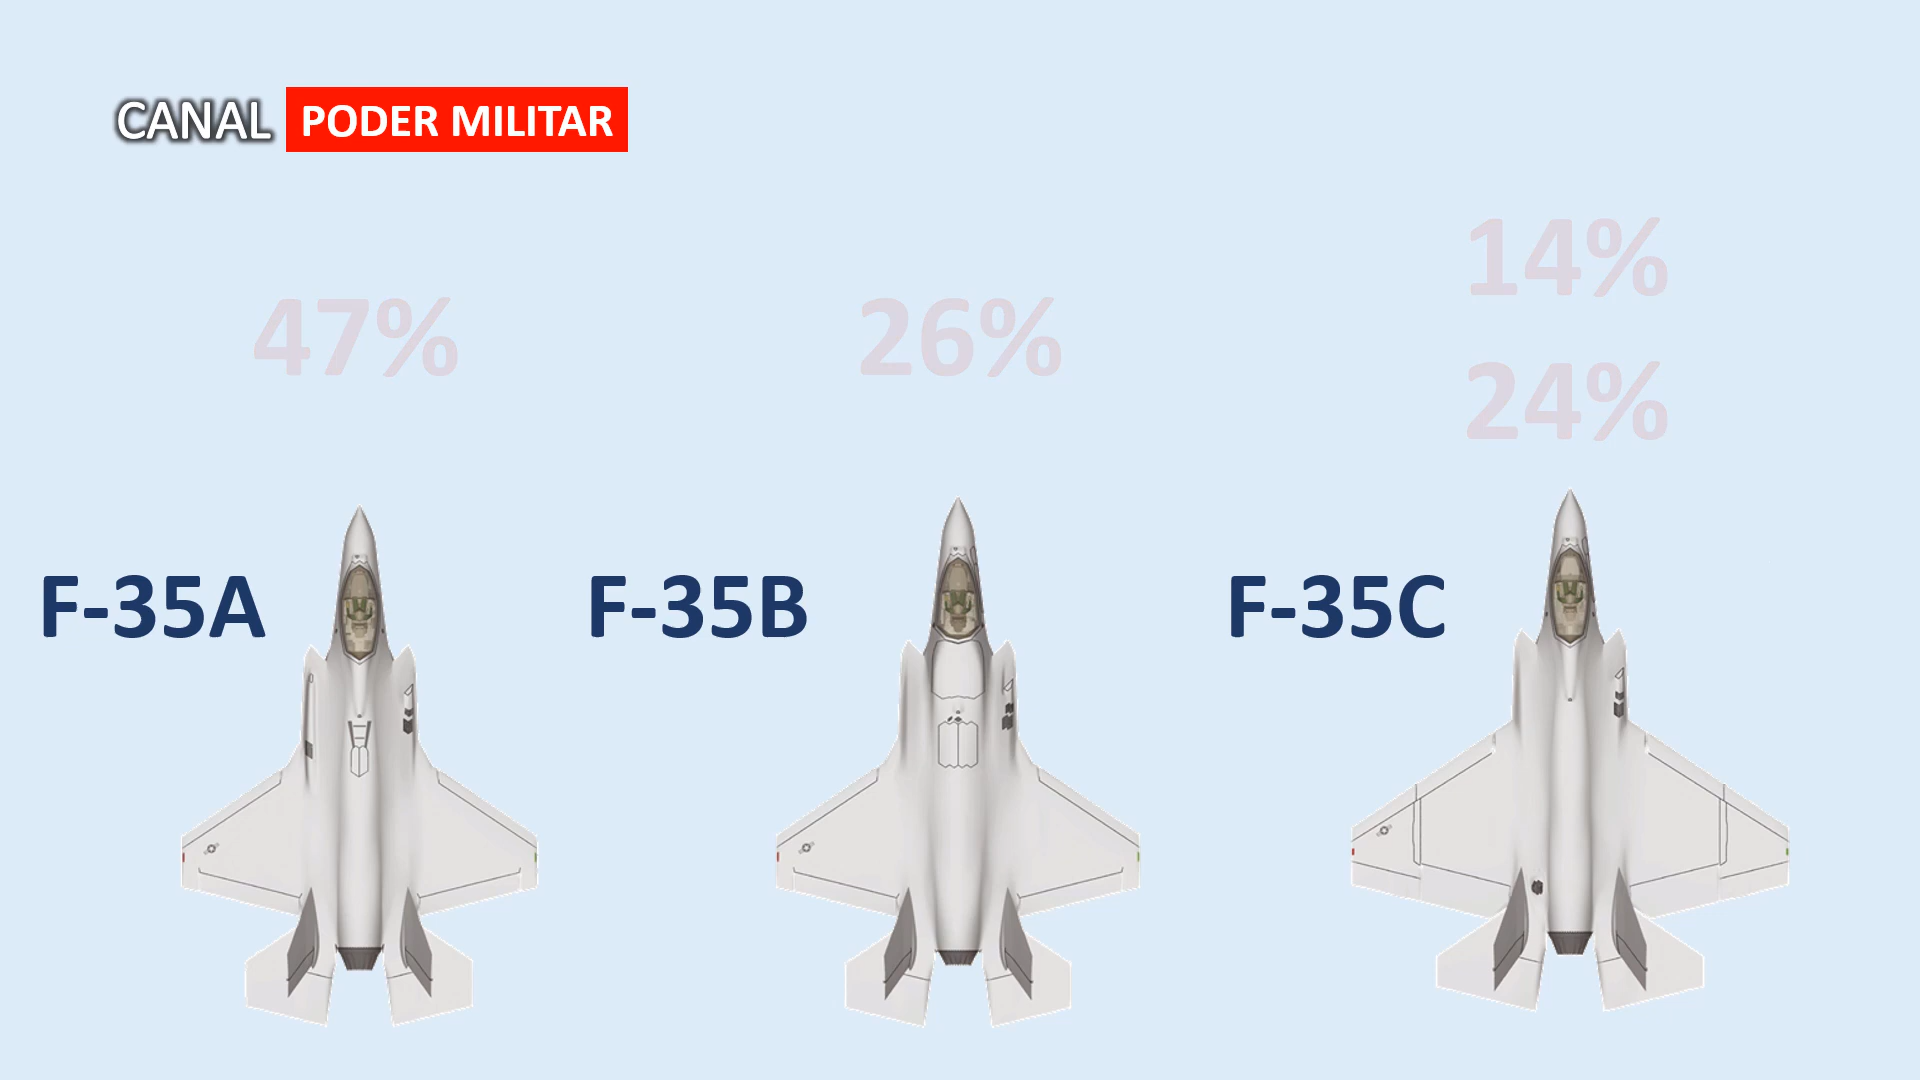 CANAL PODER MILITAR
14%
47%
26%
24%
F-35A
F-35B
F-35C